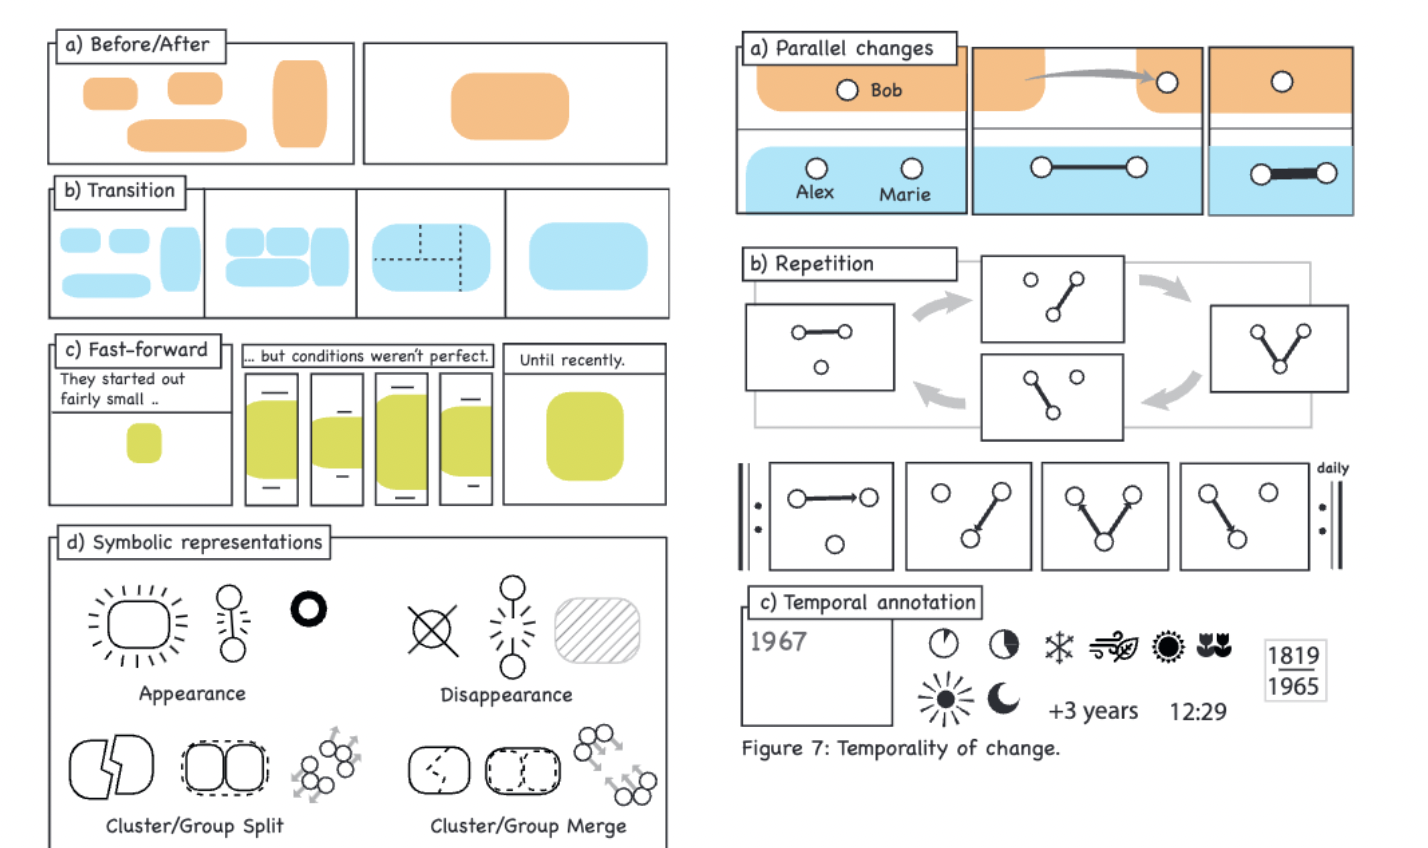 a) Before/After
b) Transition
c) Fast-forward
They started out
fairly small ..
... but conditions weren't perfect.
Until recently.
d) Symbolic representations
Appearance
Disappearance
Cluster/Group Split
Cluster/Group Merge
a) Parallel changes
Bob
Alex
Marie
b) Repetition
daily
c) Temporal annotation
1967
+3 years
12:29
1819
1965
Figure 7: Temporality of change.